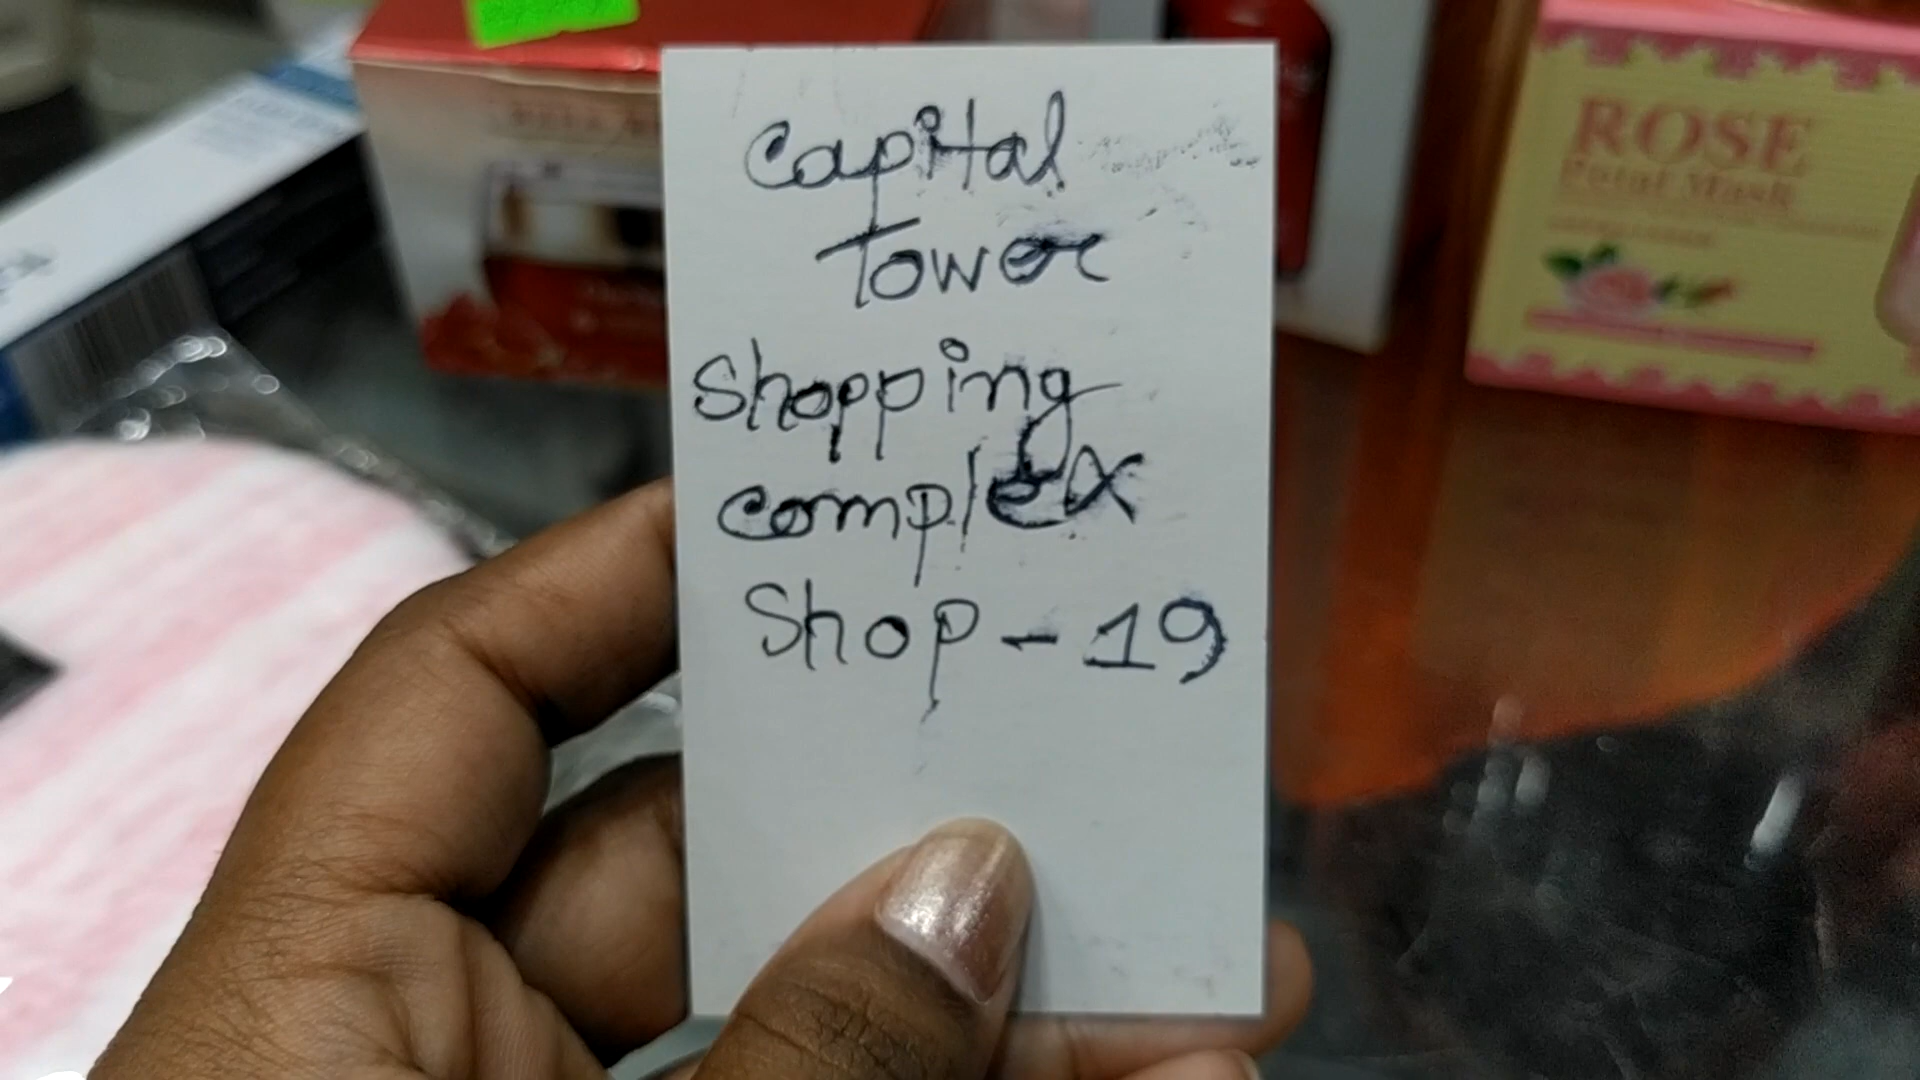 Capital
Tower
Shopping
complex
Shop - 19
ROSE
Petal Mask